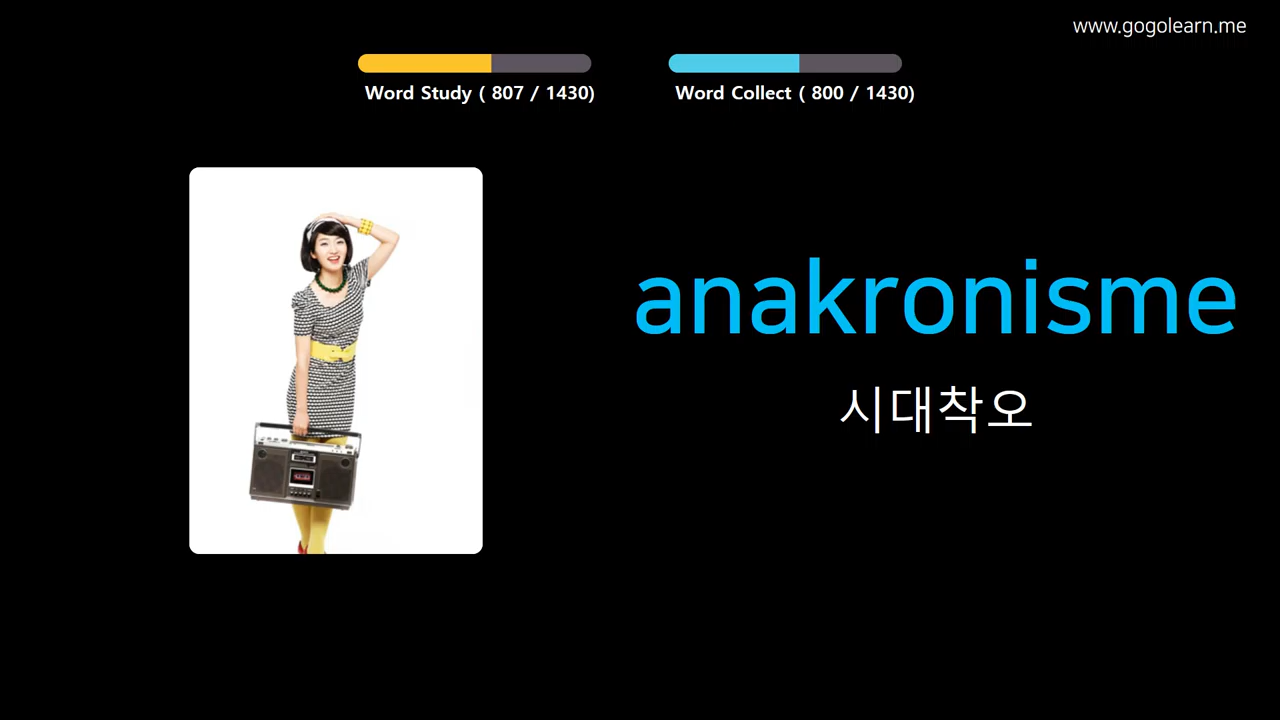 www.gogolearn.me
Word Study ( 807 / 1430)
Word Collect ( 800 / 1430)
anakronisme
시대착오